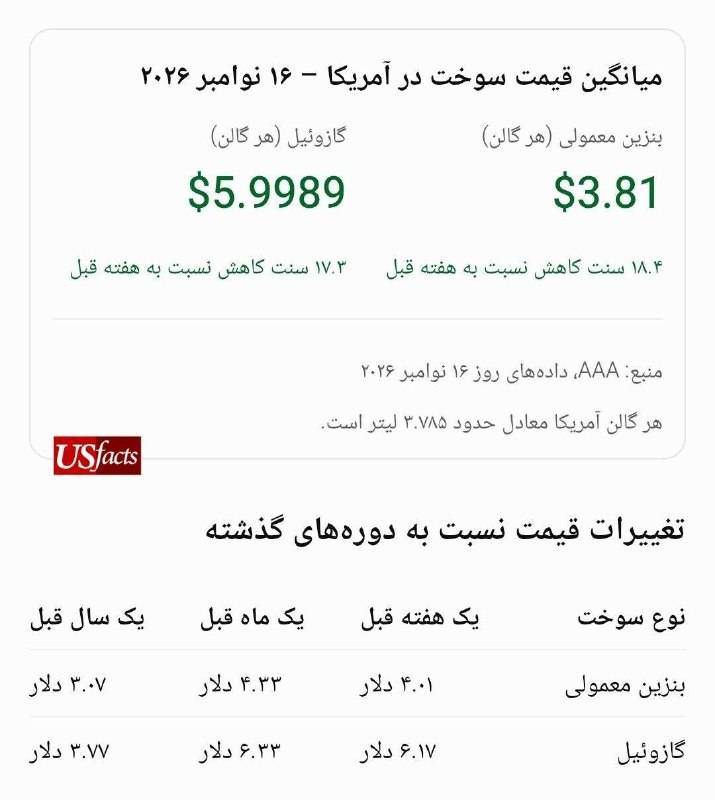 میانگین قیمت سوخت در آمریکا – ۱۶ نوامبر ۲۰۲۶
بنزین معمولی (هر گالن)
$3.81
۱۸.۴ سنت کاهش نسبت به هفته قبل
گازوئیل (هر گالن)
$5.9989
۱۷.۳ سنت کاهش نسبت به هفته قبل
منبع: AAA، داده‌های روز ۱۶ نوامبر ۲۰۲۶
هر گالن آمریکا معادل حدود ۳.۷۸۵ لیتر است.
USfacts
تغییرات قیمت نسبت به دوره‌های گذشته
نوع سوخت یک هفته قبل یک ماه قبل یک سال قبل
بنزین معمولی ۴.۰۱ دلار ۴.۳۳ دلار ۳.۰۷ دلار
گازوئیل ۶.۱۷ دلار ۶.۳۳ دلار ۳.۷۷ دلار